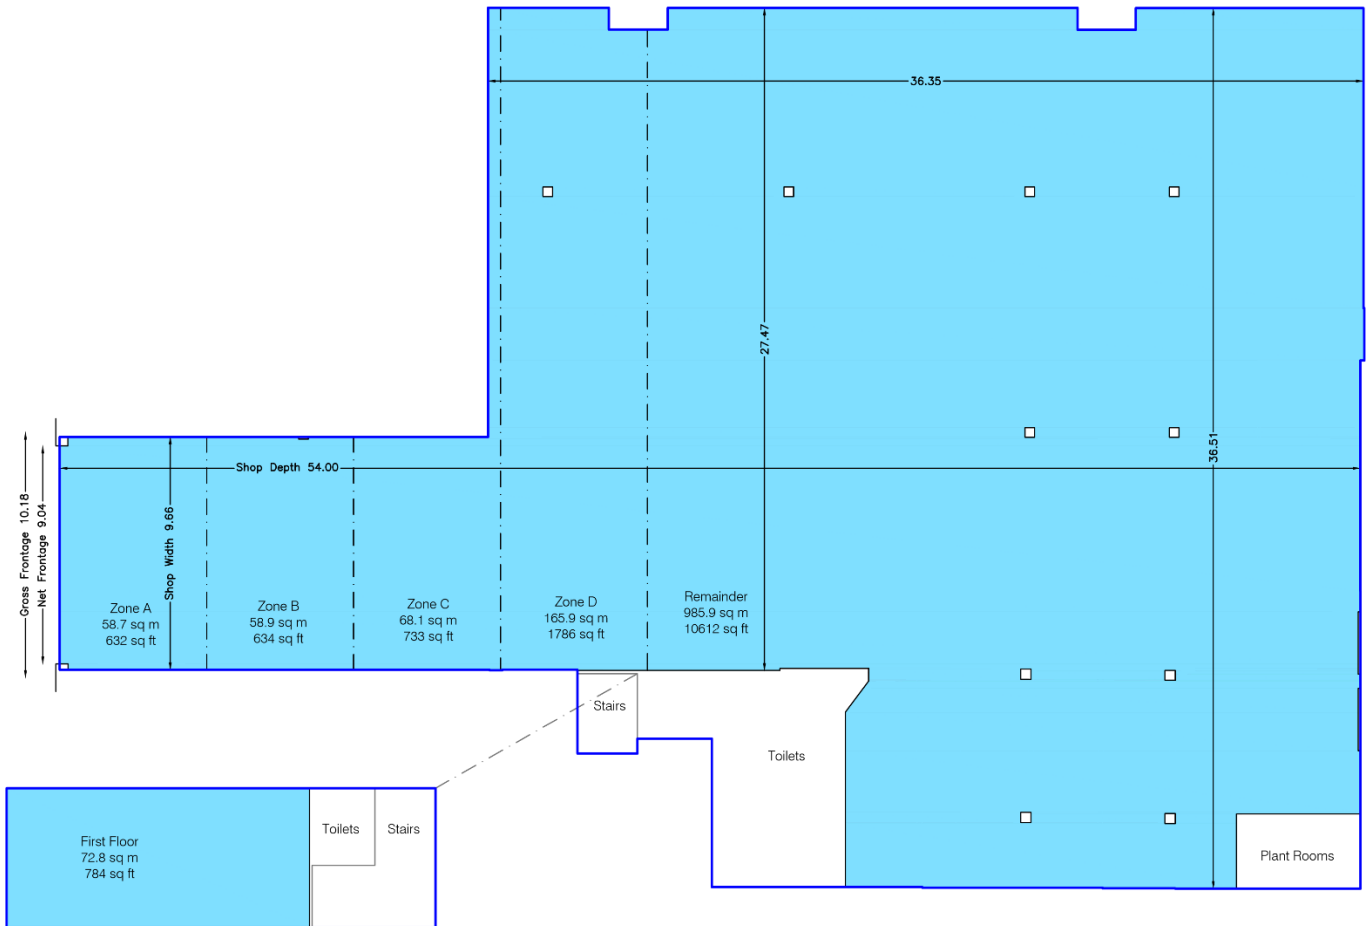 36.35
27.47
36.51
Shop Depth 54.00
Gross Frontage 10.18
Net Frontage 9.04
Shop Width 9.66
Zone A
58.7 sq m
632 sq ft
Zone B
58.9 sq m
634 sq ft
Zone C
68.1 sq m
733 sq ft
Zone D
165.9 sq m
1786 sq ft
Remainder
985.9 sq m
10612 sq ft
Stairs
Toilets
Plant Rooms
First Floor
72.8 sq m
784 sq ft
Toilets
Stairs